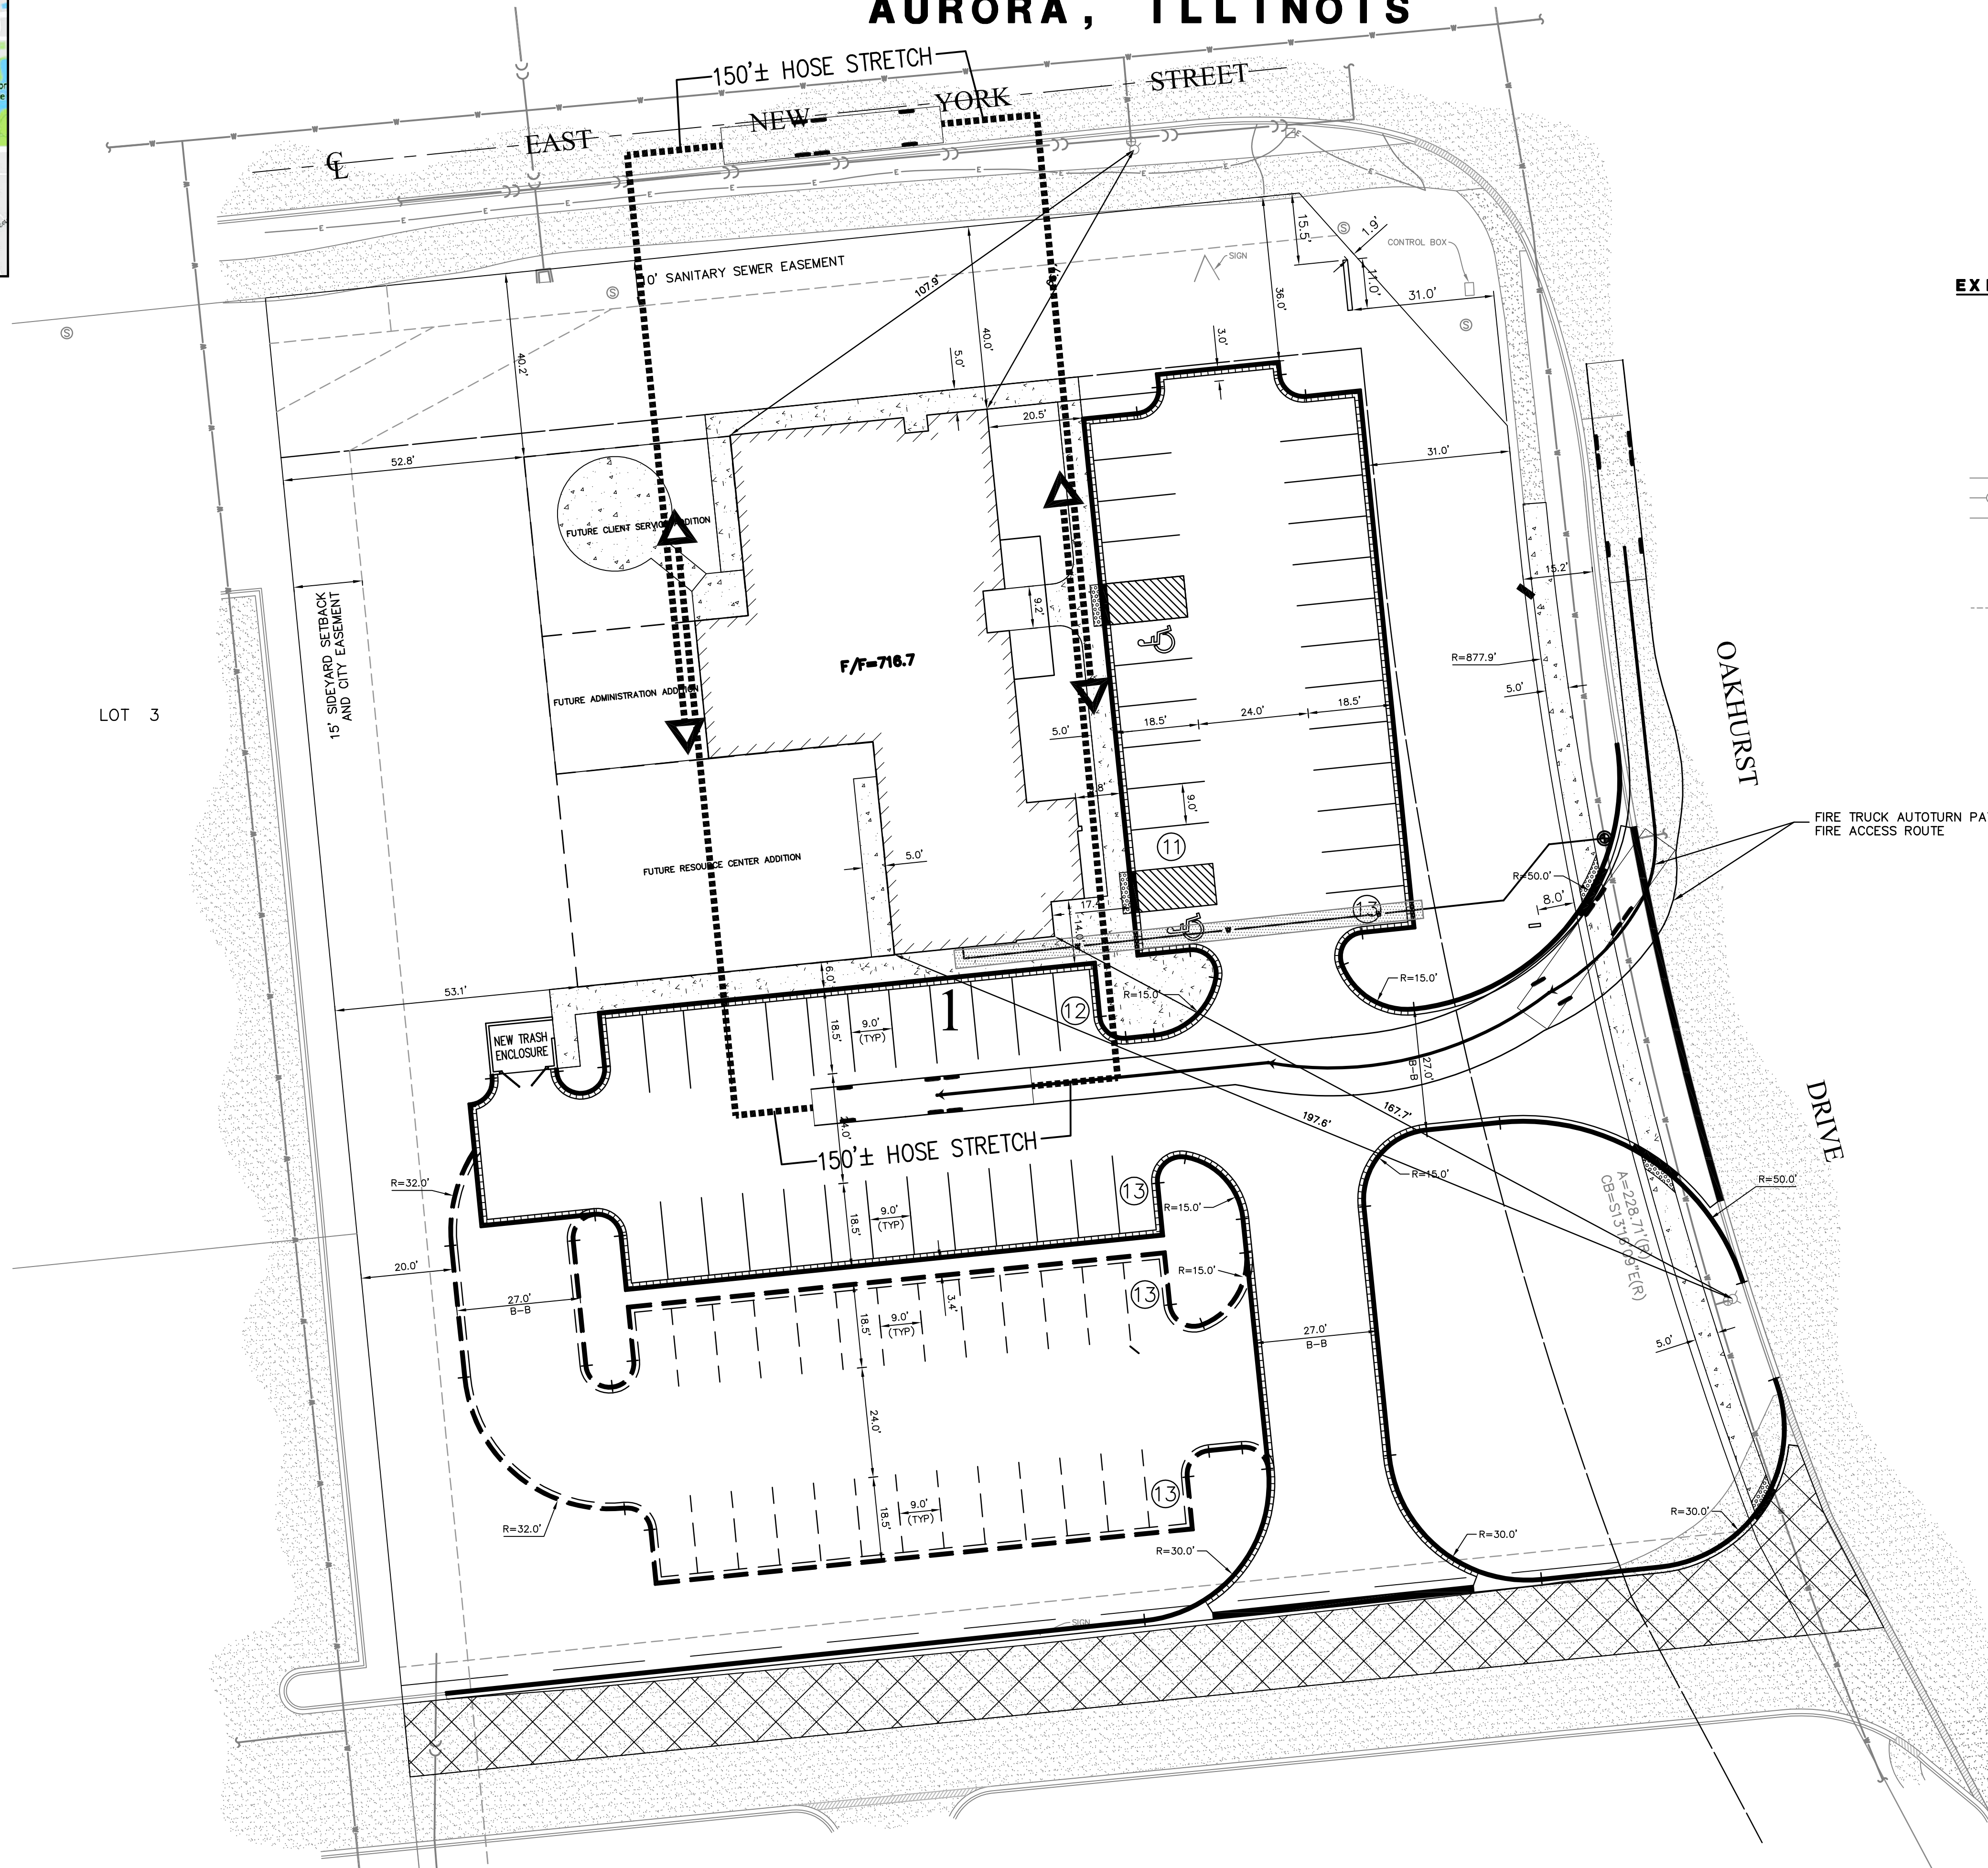 AURORA, ILLINOIS
150'± HOSE STRETCH
EAST NEW YORK STREET
CL
W
E
S
10.0' SANITARY SEWER EASEMENT
107.9'
15.5'
1.9'
11.0'
31.0'
CONTROL BOX
SIGN
36.0'
3.0'
40.0'
5.0'
40.2'
20.5'
52.8'
31.0'
15' SIDEYARD SETBACK
AND CITY EASEMENT
FUTURE CLIENT SERVICE ADDITION
FUTURE ADMINISTRATION ADDITION
FUTURE RESOURCE CENTER ADDITION
F/F=716.7
9.2'
15.2'
R=877.9'
5.0'
OAKHURST
DRIVE
LOT 3
5.0'
18.5'
24.0'
18.5'
9.0'
11
5.0'
FIRE ACCESS ROUTE
R=50.0'
8.0'
13
14.0'
6.0'
53.1'
NEW TRASH
ENCLOSURE
1
12
18.5'
9.0'
(TYP)
R=15.0'
R=15.0'
27.0'
B-B
24.0'
150'± HOSE STRETCH
197.6'
167.7'
R=32.0'
13
18.5'
9.0'
(TYP)
R=15.0'
R=15.0'
R=50.0'
A=228.71'(R)
20.0'
27.0'
B-B
R=15.0'
13
3.4'
18.5'
9.0'
(TYP)
27.0'
B-B
5.0'
24.0'
13
18.5'
9.0'
(TYP)
R=32.0'
R=30.0'
R=30.0'
R=30.0'
SIGN